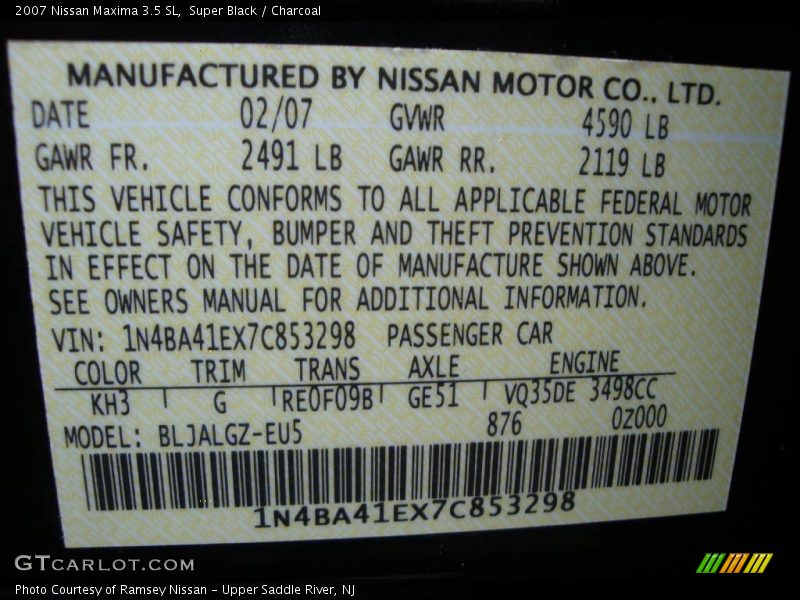 2007 Nissan Maxima 3.5 SL, Super Black / Charcoal
MANUFACTURED BY NISSAN MOTOR CO., LTD.
DATE 02/07 GVWR 4590 LB
GAWR FR. 2491 LB GAWR RR. 2119 LB
THIS VEHICLE CONFORMS TO ALL APPLICABLE FEDERAL MOTOR
VEHICLE SAFETY, BUMPER AND THEFT PREVENTION STANDARDS
IN EFFECT ON THE DATE OF MANUFACTURE SHOWN ABOVE.
SEE OWNERS MANUAL FOR ADDITIONAL INFORMATION.
VIN: 1N4BA41EX7C853298 PASSENGER CAR
COLOR TRIM TRANS AXLE ENGINE
KH3 G RE0F09B GE51 VQ35DE 3498CC
MODEL: BLJALGZ-EU5 876 0Z000
1N4BA41EX7C853298
GTCARLOT.COM
Photo Courtesy of Ramsey Nissan - Upper Saddle River, NJ